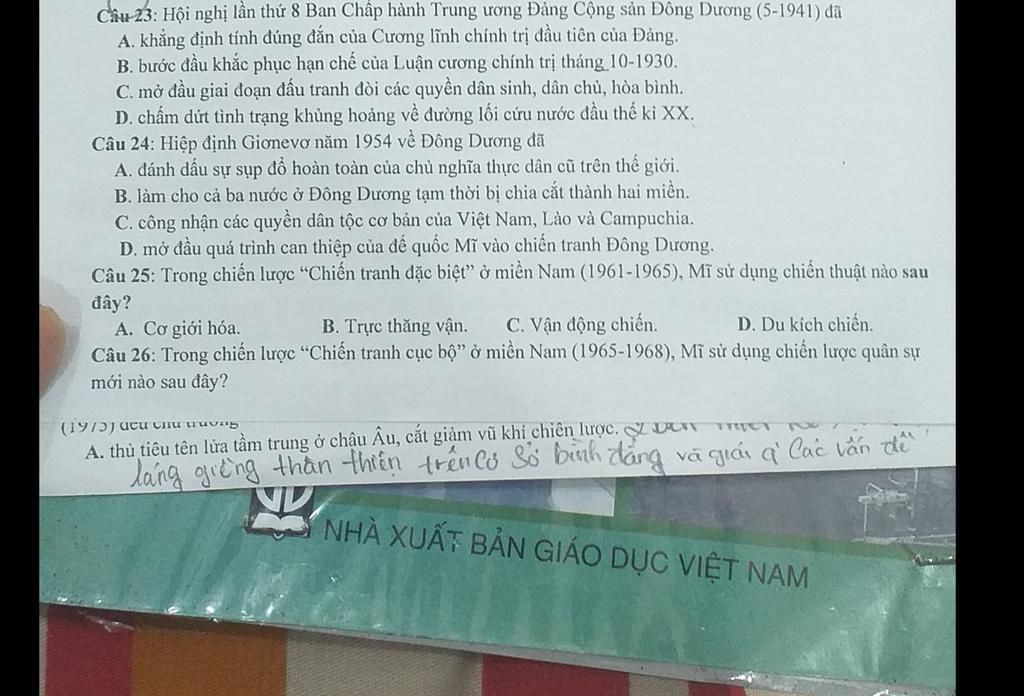 Câu 23: Hội nghị lần thứ 8 Ban Chấp hành Trung ương Đảng Cộng sản Đông Dương (5-1941) đã
A. khẳng định tính đúng đắn của Cương lĩnh chính trị đầu tiên của Đảng.
B. bước đầu khắc phục hạn chế của Luận cương chính trị tháng 10-1930.
C. mở đầu giai đoạn đấu tranh đòi các quyền dân sinh, dân chủ, hòa bình.
D. chấm dứt tình trạng khủng hoảng về đường lối cứu nước đầu thế kỉ XX.
Câu 24: Hiệp định Giơnevơ năm 1954 về Đông Dương đã
A. đánh dấu sự sụp đổ hoàn toàn của chủ nghĩa thực dân cũ trên thế giới.
B. làm cho cả ba nước ở Đông Dương tạm thời bị chia cắt thành hai miền.
C. công nhận các quyền dân tộc cơ bản của Việt Nam, Lào và Campuchia.
D. mở đầu quá trình can thiệp của đế quốc Mĩ vào chiến tranh Đông Dương.
Câu 25: Trong chiến lược “Chiến tranh đặc biệt” ở miền Nam (1961-1965), Mĩ sử dụng chiến thuật nào sau
đây?
A. Cơ giới hóa. B. Trực thăng vận. C. Vận động chiến. D. Du kích chiến.
Câu 26: Trong chiến lược “Chiến tranh cục bộ” ở miền Nam (1965-1968), Mĩ sử dụng chiến lược quân sự
mới nào sau đây?
(1975) đều chủ trương
A. thủ tiêu tên lửa tầm trung ở châu Âu, cắt giảm vũ khí chiến lược.
láng giềng thân thiện trên cơ sở bình đẳng và giải q' các vấn đề
NHÀ XUẤT BẢN GIÁO DỤC VIỆT NAM